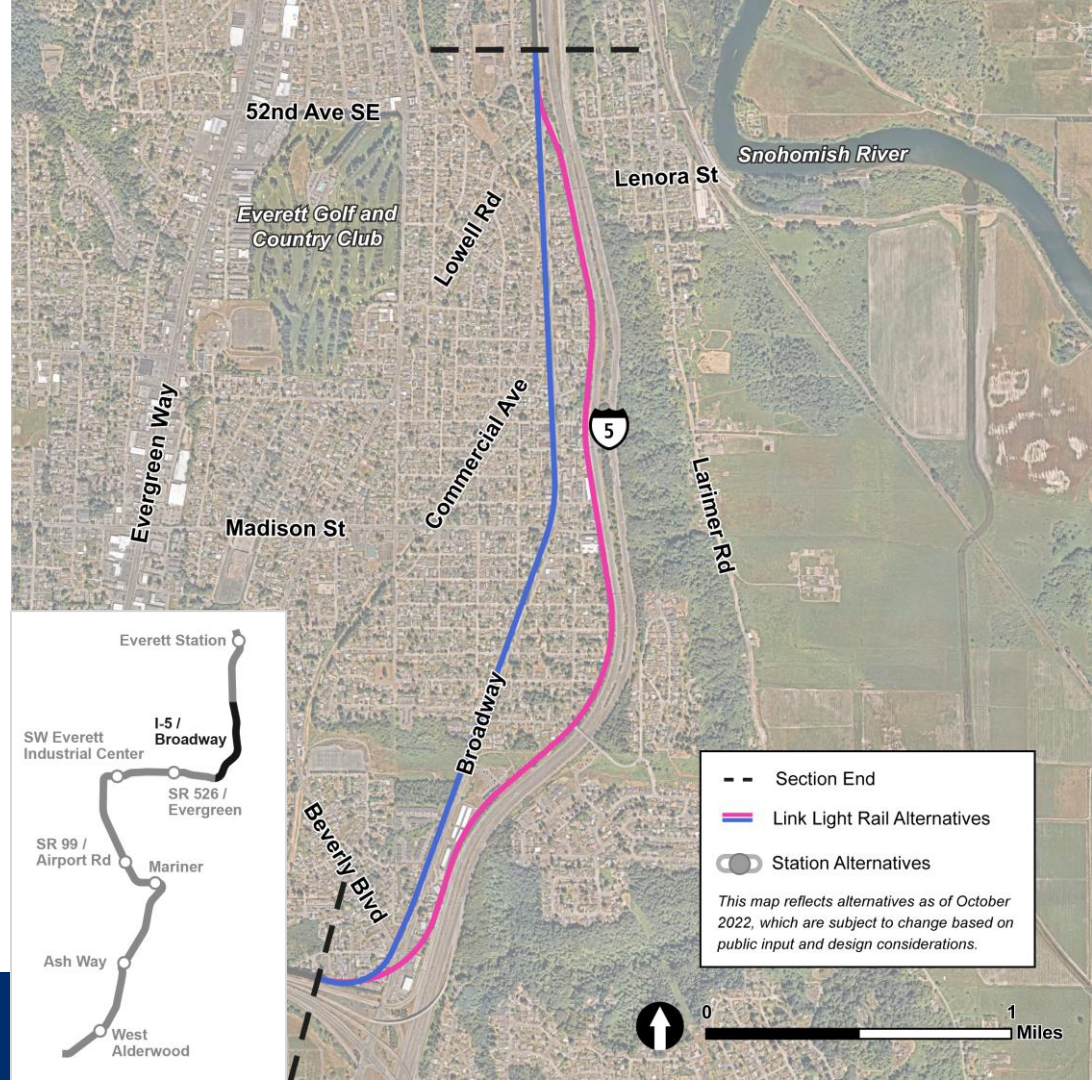 52nd Ave SE
Snohomish River
Lenora St
Everett Golf and
Country Club
Lowell Rd
Evergreen Way
Commercial Ave
5
Larimer Rd
Madison St
Broadway
Beverly Blvd
Everett Station
I-5 /
Broadway
SW Everett
Industrial Center
SR 526 /
Evergreen
SR 99 /
Airport Rd
Mariner
Ash Way
West
Alderwood
Section End
Link Light Rail Alternatives
Station Alternatives
This map reflects alternatives as of October
2022, which are subject to change based on
public input and design considerations.
0 1
Miles